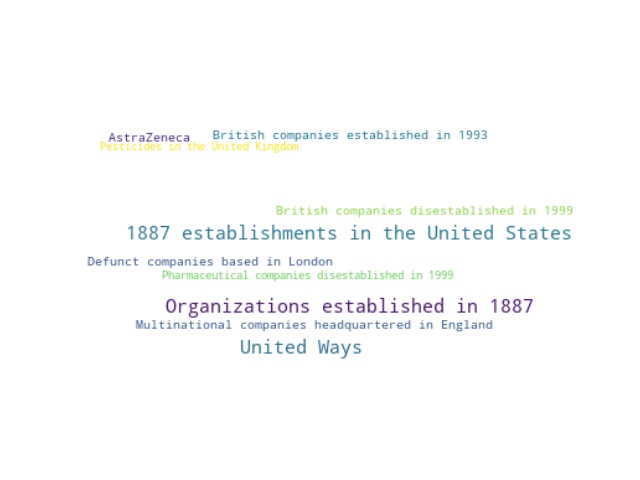 AstraZeneca
British companies established in 1993
Pesticides in the United Kingdom
British companies disestablished in 1999
1887 establishments in the United States
Defunct companies based in London
Pharmaceutical companies disestablished in 1999
Organizations established in 1887
Multinational companies headquartered in England
United Ways